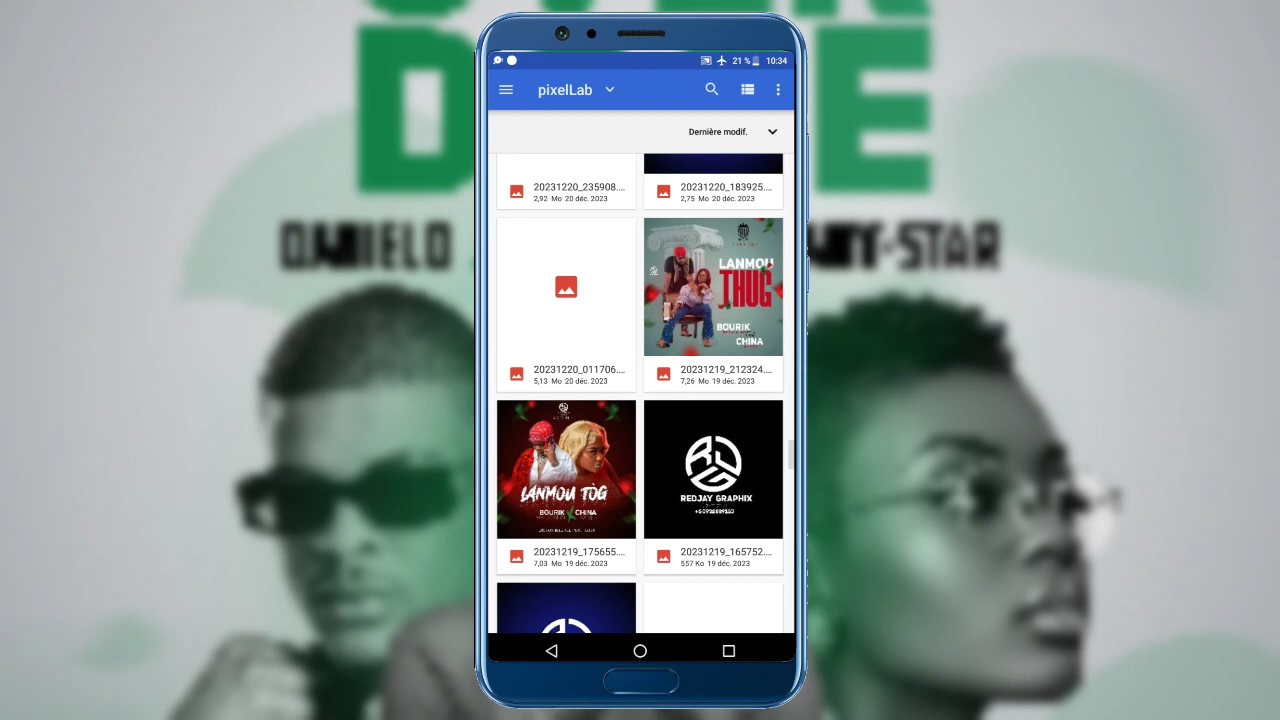 21 %
10:34
pixelLab
Dernière modif.
20231220_235908....
2,92 Mo 20 déc. 2023
20231220_183925....
2,75 Mo 20 déc. 2023
LANMOU
THUG
BOURIK
CHINA
20231220_011706....
5,13 Mo 20 déc. 2023
20231219_212324....
7,26 Mo 19 déc. 2023
LANMOU TÒG
BOURIK
CHINA
REDJAY GRAPHIX
20231219_175655....
7,03 Mo 19 déc. 2023
20231219_165752....
557 Ko 19 déc. 2023